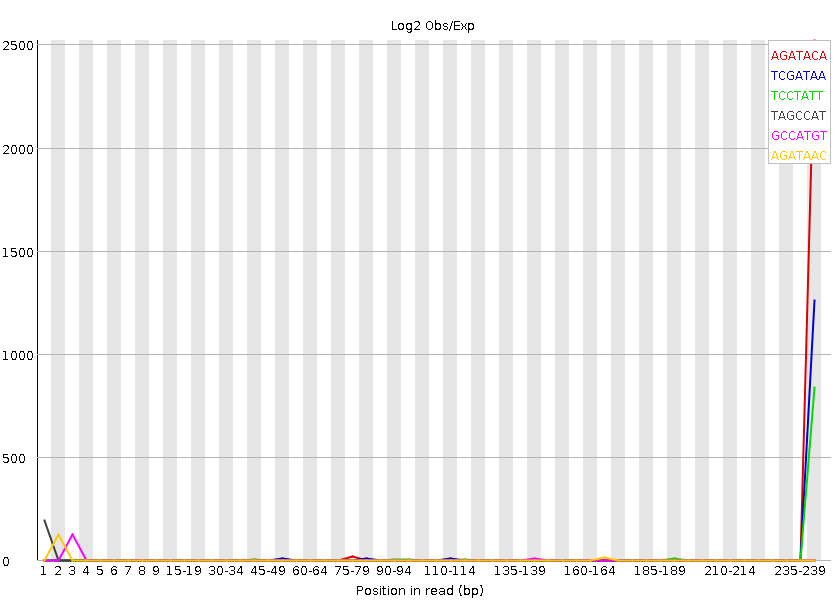 Log2 Obs/Exp
2500
2000
1500
1000
500
0
AGATACA
TCGATAA
TCCTATT
TAGCCAT
GCCATGT
AGATAAC
1 2 3 4 5 6 7 8 9 15-19 30-34 45-49 60-64 75-79 90-94 110-114 135-139 160-164 185-189 210-214 235-239
Position in read (bp)